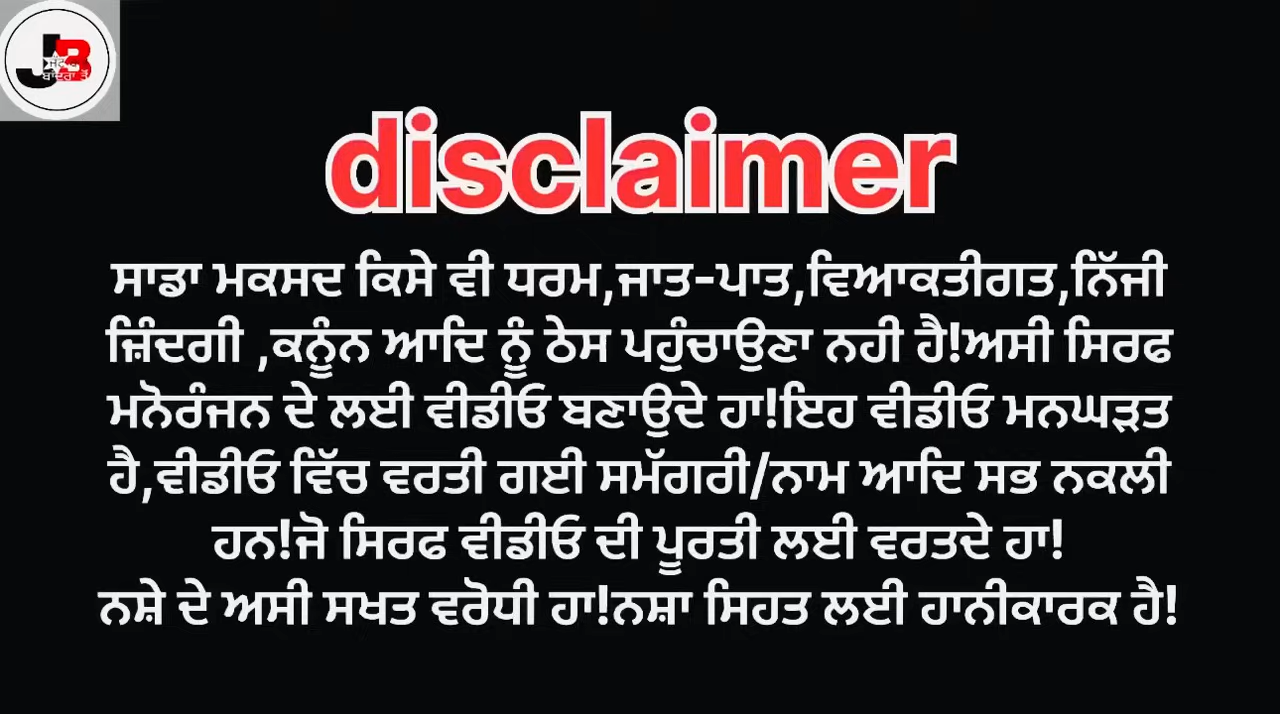 JB
disclaimer
ਸਾਡਾ ਮਕਸਦ ਕਿਸੇ ਵੀ ਧਰਮ,ਜਾਤ-ਪਾਤ,ਵਿਆਕਤੀਗਤ,ਨਿੱਜੀ
ਜ਼ਿੰਦਗੀ ,ਕਨੂੰਨ ਆਦਿ ਨੂੰ ਠੇਸ ਪਹੁੰਚਾਉਣਾ ਨਹੀ ਹੈ!ਅਸੀ ਸਿਰਫ
ਮਨੋਰੰਜਨ ਦੇ ਲਈ ਵੀਡੀਓ ਬਣਾਉਦੇ ਹਾ!ਇਹ ਵੀਡੀਓ ਮਨਘੜਤ
ਹੈ,ਵੀਡੀਓ ਵਿੱਚ ਵਰਤੀ ਗਈ ਸਮੱਗਰੀ/ਨਾਮ ਆਦਿ ਸਭ ਨਕਲੀ
ਹਨ!ਜੋ ਸਿਰਫ ਵੀਡੀਓ ਦੀ ਪੂਰਤੀ ਲਈ ਵਰਤਦੇ ਹਾ!
ਨਸ਼ੇ ਦੇ ਅਸੀ ਸਖਤ ਵਰੋਧੀ ਹਾ!ਨਸ਼ਾ ਸਿਹਤ ਲਈ ਹਾਨੀਕਾਰਕ ਹੈ!